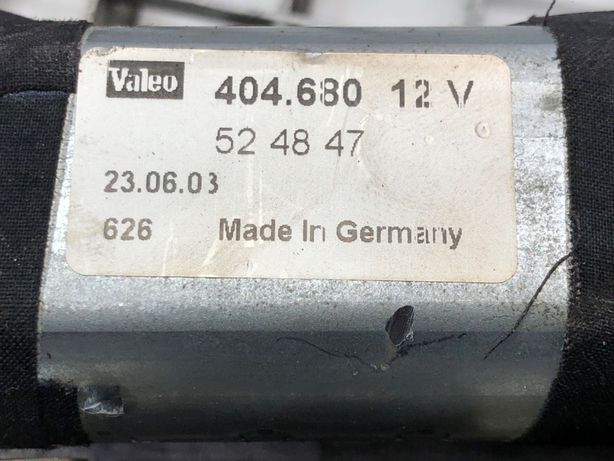 Valeo 404.680 12 V
52 48 47
23.06.03
626 Made In Germany